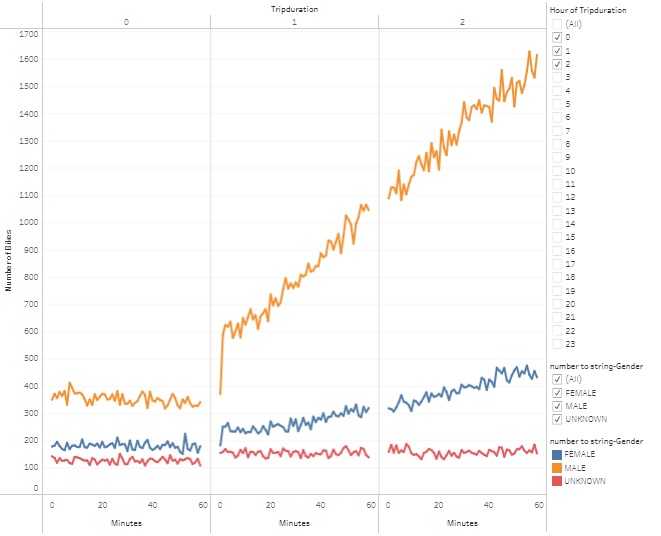 Tripduration
0 1 2
1700
1600
1500
1400
1300
1200
1100
1000
900
800
700
600
500
400
300
200
100
0
Number of Bikes
0 20 40 60 0 20 40 60 0 20 40 60
Minutes Minutes Minutes
Hour of Tripduration
(All)
0
1
2
3
4
5
6
7
8
9
10
11
12
13
14
15
16
17
18
19
20
21
22
23
number to string-Gender
(All)
FEMALE
MALE
UNKNOWN
number to string-Gender
FEMALE
MALE
UNKNOWN